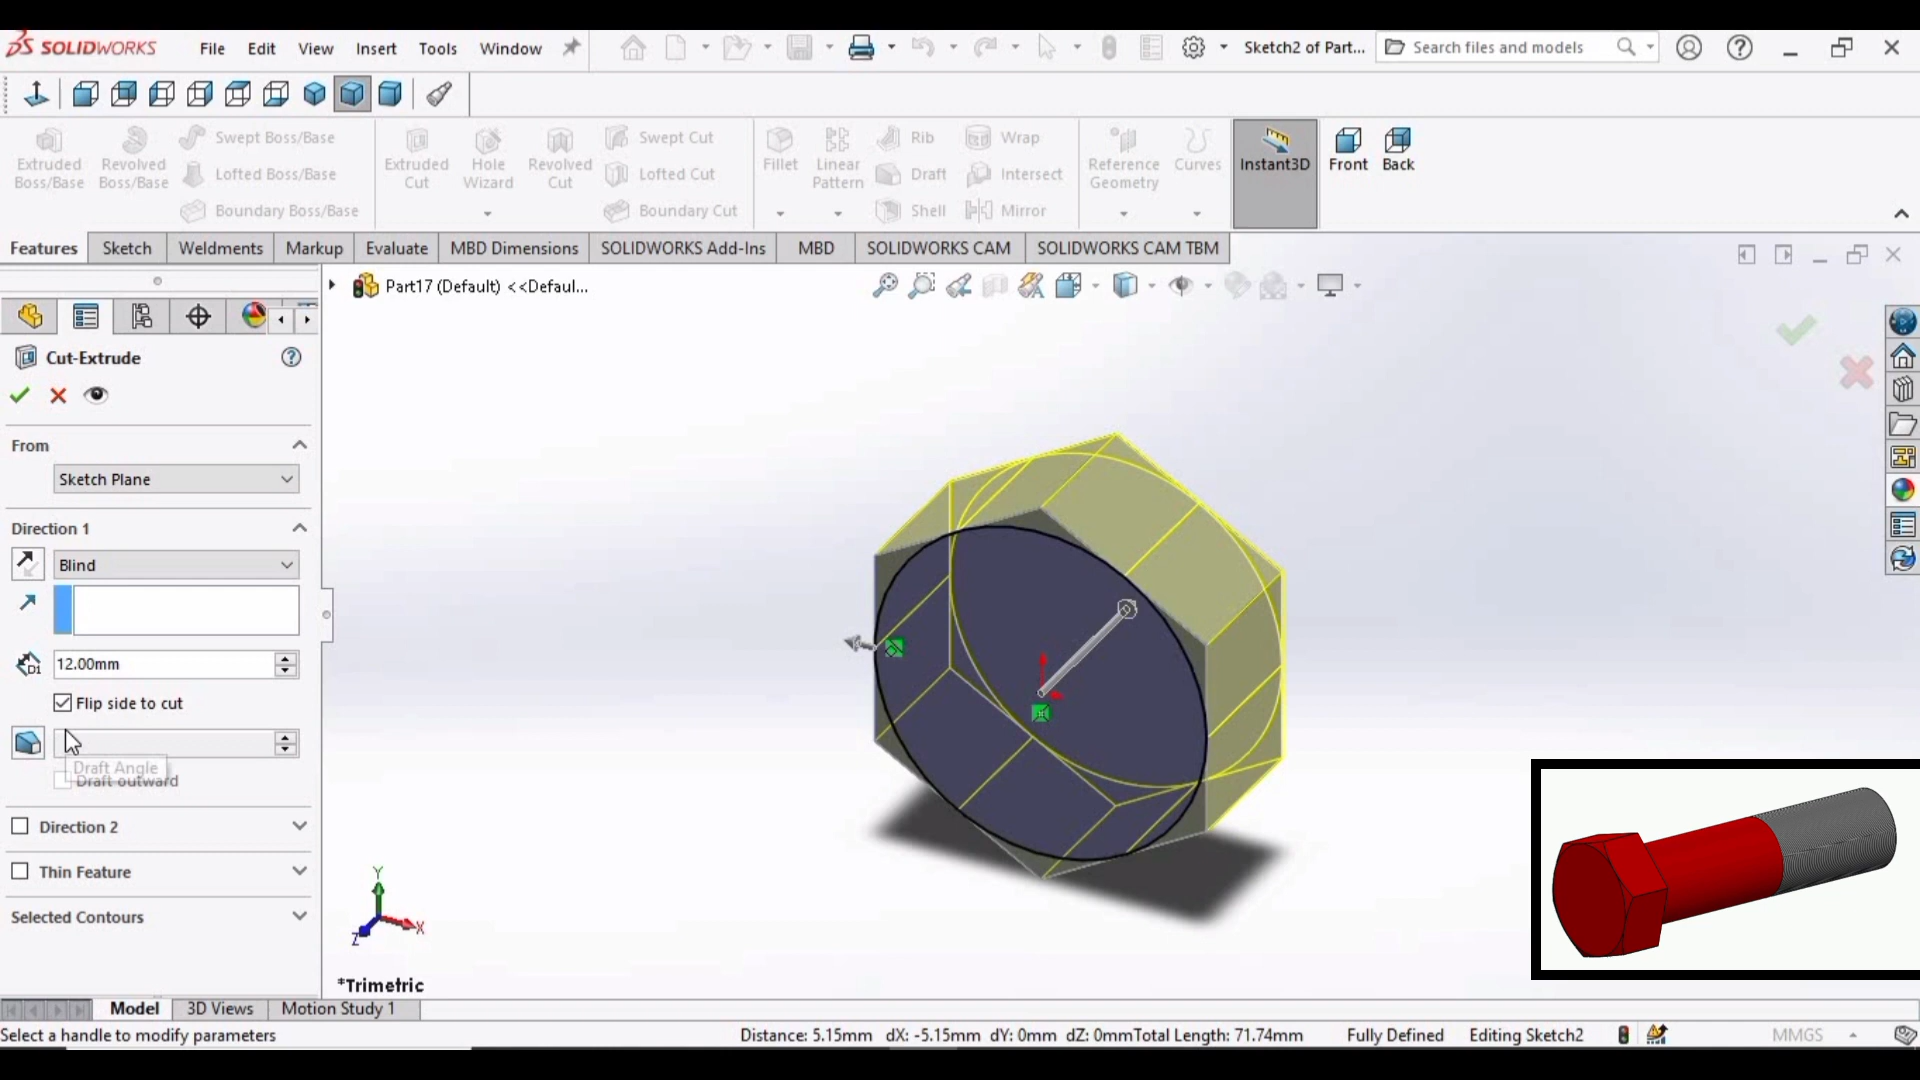 SOLIDWORKS File Edit View Insert Tools Window Sketch2 of Part... Search files and models
Extruded Boss/Base Revolved Boss/Base Swept Boss/Base Lofted Boss/Base Boundary Boss/Base Extruded Cut Hole Wizard Revolved Cut Swept Cut Lofted Cut Boundary Cut Fillet Linear Pattern Rib Draft Shell Wrap Intersect Mirror Reference Geometry Curves Instant3D Front Back
Features Sketch Weldments Markup Evaluate MBD Dimensions SOLIDWORKS Add-Ins MBD SOLIDWORKS CAM SOLIDWORKS CAM TBM
Part17 (Default) <<Defaul...
Cut-Extrude
From
Sketch Plane
Direction 1
Blind
D1 12.00mm
Flip side to cut
Draft Angle
Draft outward
Direction 2
Thin Feature
Selected Contours
Y
X
Z
*Trimetric
Model 3D Views Motion Study 1
Select a handle to modify parameters Distance: 5.15mm dX: -5.15mm dY: 0mm dZ: 0mmTotal Length: 71.74mm Fully Defined Editing Sketch2 MMGS